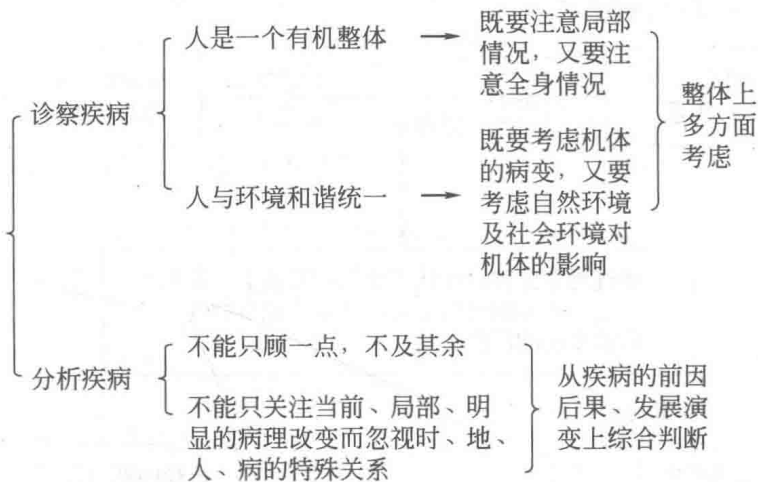 诊察疾病
人是一个有机整体
既要注意局部
情况，又要注
意全身情况
人与环境和谐统一
既要考虑机体
的病变，又要
考虑自然环境
及社会环境对
机体的影响
整体上
多方面
考虑
分析疾病
不能只顾一点，不及其余
不能只关注当前、局部、明
显的病理改变而忽视时、地、
人、病的特殊关系
从疾病的前因
后果、发展演
变上综合判断